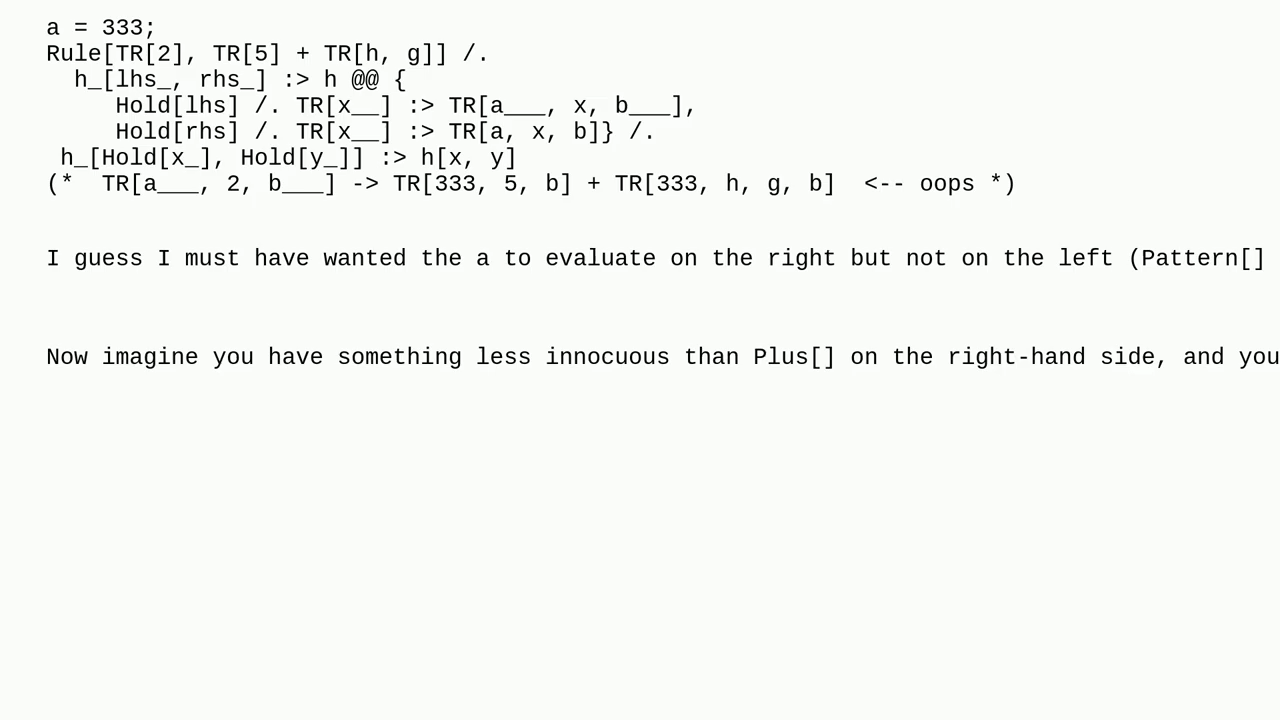 a = 333;
Rule[TR[2], TR[5] + TR[h, g]] /.
  h_[lhs_, rhs_] :> h @@ {
     Hold[lhs] /. TR[x__] :> TR[a___, x, b___],
     Hold[rhs] /. TR[x__] :> TR[a, x, b]} /.
 h_[Hold[x_], Hold[y_]] :> h[x, y]
(*  TR[a___, 2, b___] -> TR[333, 5, b] + TR[333, h, g, b]  <-- oops *)
I guess I must have wanted the a to evaluate on the right but not on the left (Pattern[]
Now imagine you have something less innocuous than Plus[] on the right-hand side, and you